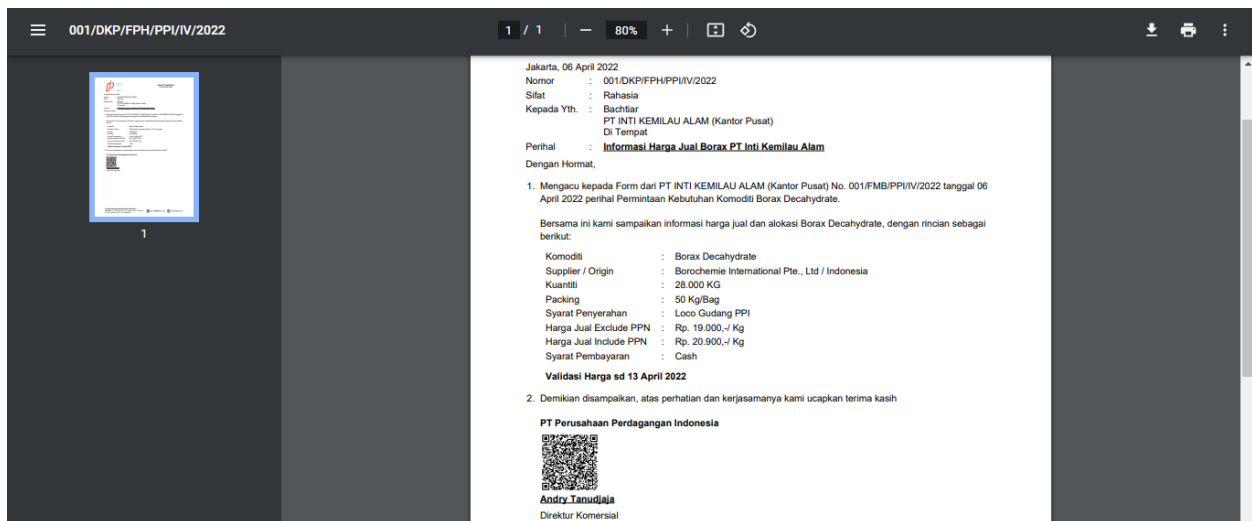 001/DKP/FPH/PPI/IV/2022
1 / 1
80%
1
Jakarta, 06 April 2022
Nomor : 001/DKP/FPH/PPI/IV/2022
Sifat : Rahasia
Kepada Yth. : Bachtiar
PT INTI KEMILAU ALAM (Kantor Pusat)
Di Tempat
Perihal : Informasi Harga Jual Borax PT Inti Kemilau Alam
Dengan Hormat,
1. Mengacu kepada Form dari PT INTI KEMILAU ALAM (Kantor Pusat) No. 001/FMB/PPI/IV/2022 tanggal 06
April 2022 perihal Permintaan Kebutuhan Komoditi Borax Decahydrate.
Bersama ini kami sampaikan informasi harga jual dan alokasi Borax Decahydrate, dengan rincian sebagai
berikut:
Komoditi : Borax Decahydrate
Supplier / Origin : Borochemie International Pte., Ltd / Indonesia
Kuantiti : 28.000 KG
Packing : 50 Kg/Bag
Syarat Penyerahan : Loco Gudang PPI
Harga Jual Exclude PPN : Rp. 19.000,-/ Kg
Harga Jual Include PPN : Rp. 20.900,-/ Kg
Syarat Pembayaran : Cash
Validasi Harga sd 13 April 2022
2. Demikian disampaikan, atas perhatian dan kerjasamanya kami ucapkan terima kasih
PT Perusahaan Perdagangan Indonesia
Andry Tanudjaja
Direktur Komersial